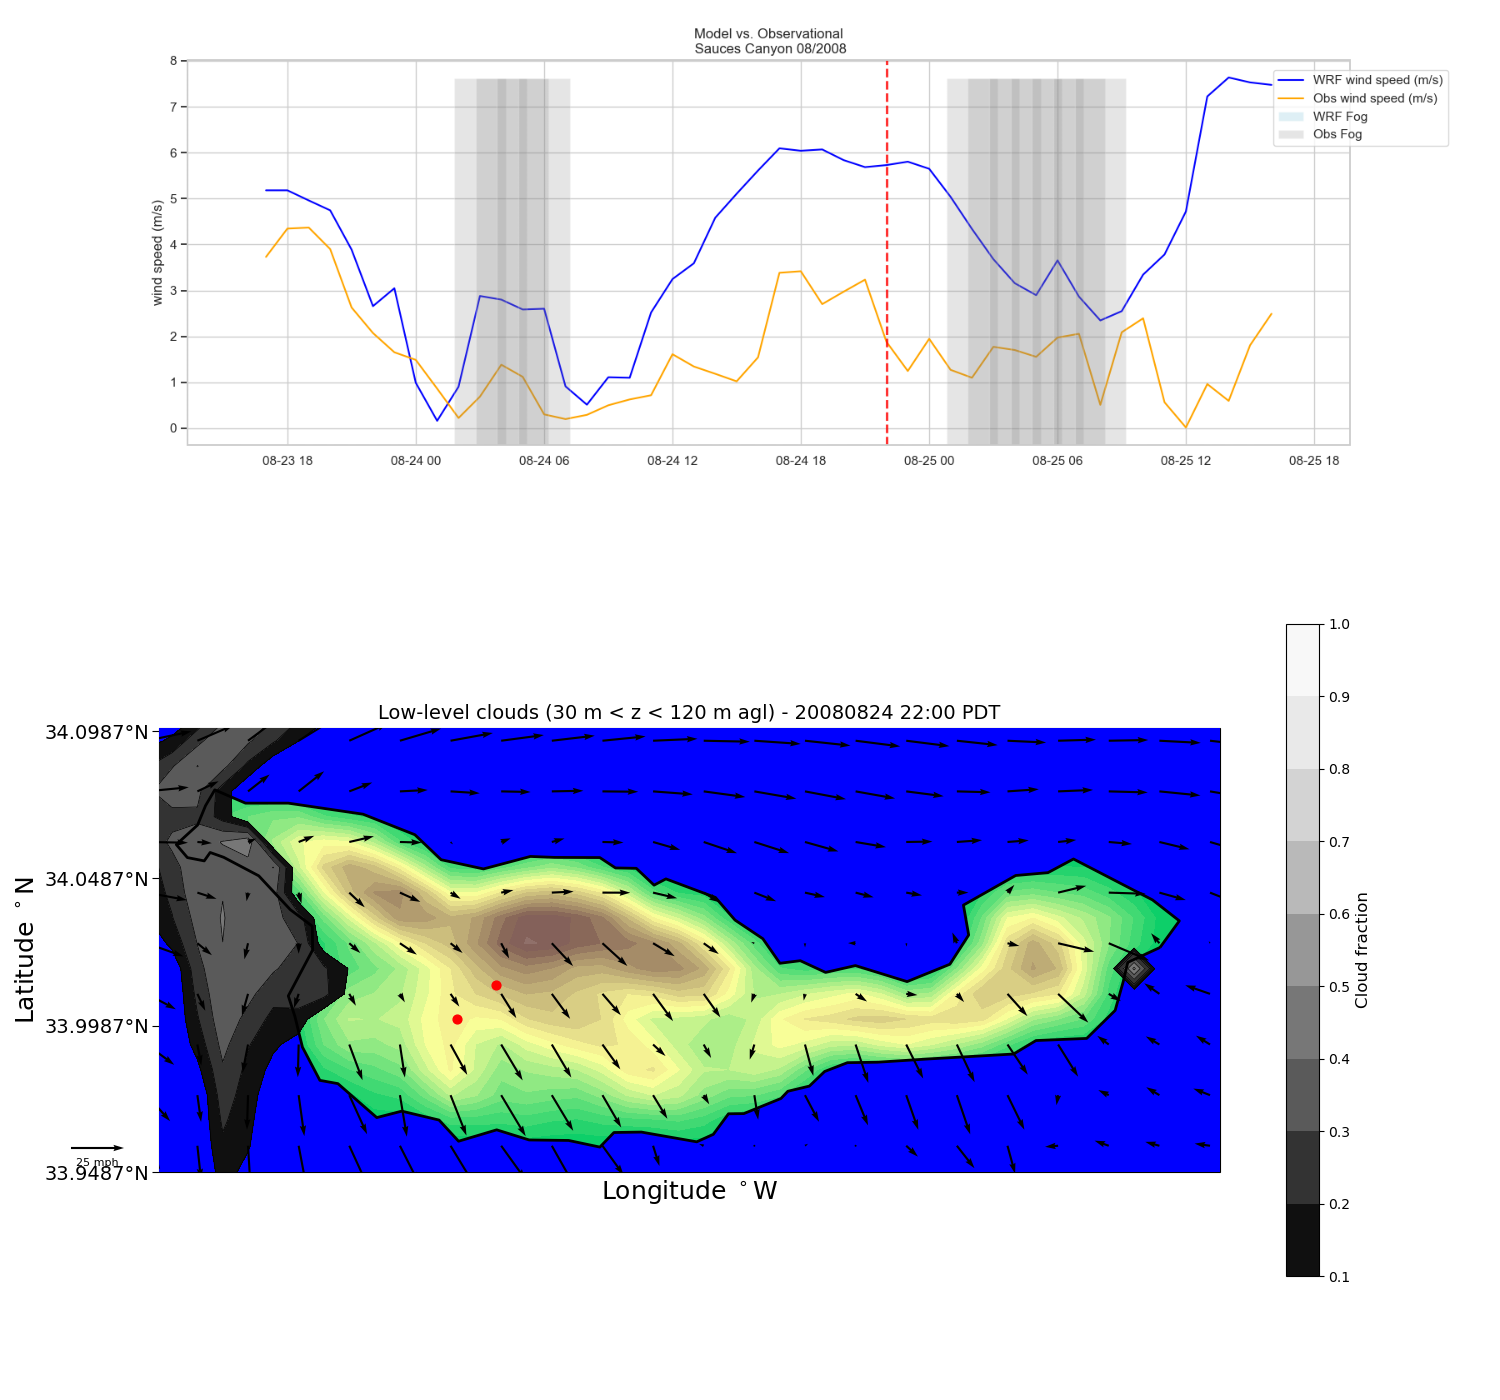 Model vs. Observational
Sauces Canyon 08/2008
8
7
6
5
4
3
2
1
0
wind speed (m/s)
WRF wind speed (m/s)
Obs wind speed (m/s)
WRF Fog
Obs Fog
08-23 18
08-24 00
08-24 06
08-24 12
08-24 18
08-25 00
08-25 06
08-25 12
08-25 18
Low-level clouds (30 m < z < 120 m agl) - 20080824 22:00 PDT
34.0987°N
34.0487°N
33.9987°N
33.9487°N
Latitude °N
25 mph
Longitude °W
1.0
0.9
0.8
0.7
0.6
0.5
0.4
0.3
0.2
0.1
Cloud fraction